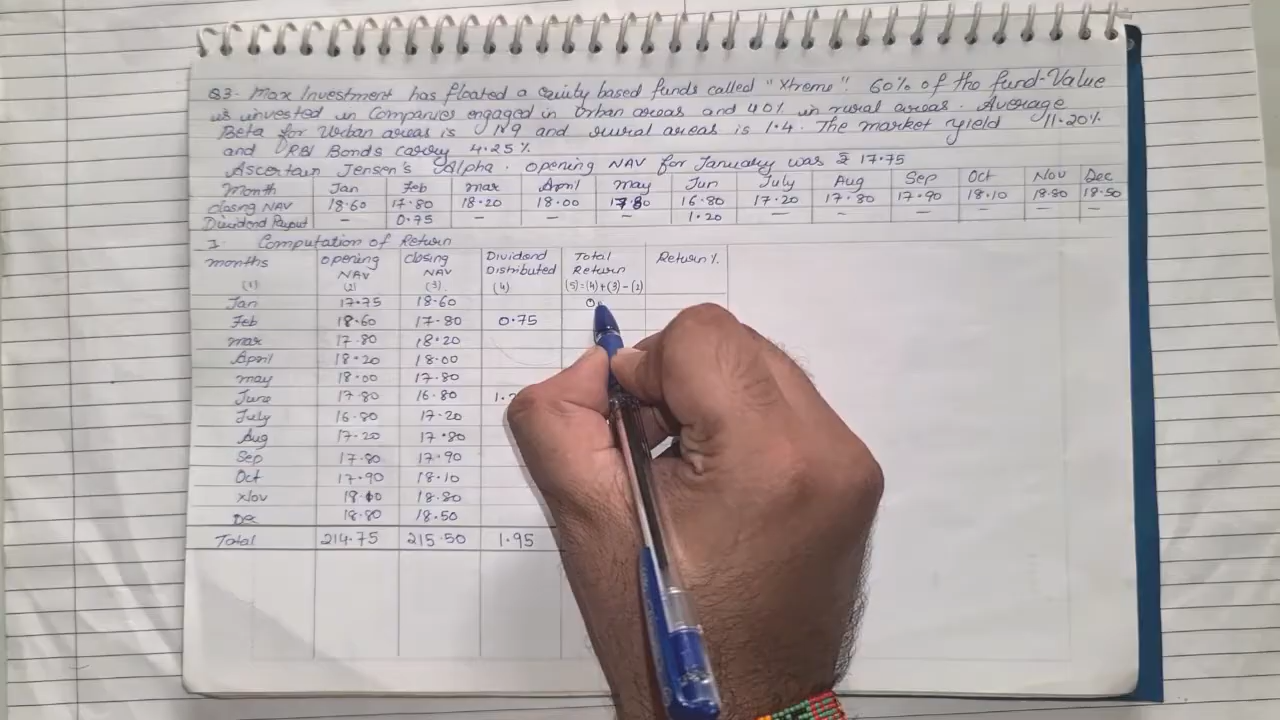 Q3- Max Investment has floated a equity based funds called "Xtreme". 60% of the fund-Value
is invested in Companies engaged in Urban areas and 40% in rural areas. Average
Beta for Urban areas is 1.9 and rural areas is 1.4. The market yield 11.20%
and RBI Bonds carry 4.25%
Ascertain Jensen's Alpha. opening NAV for January was ₹ 17.75
Month Jan Feb Mar April May Jun July Aug Sep Oct Nov Dec
Closing NAV 18.60 17.80 18.20 18.00 17.80 16.80 17.20 17.80 17.90 18.10 18.80 18.50
Dividend Payout - 0.75 - - - 1.20 - - - - - -
I. Computation of Return
months opening NAV closing NAV Dividend Distributed Total Return Return %.
(1) (2) (3) (4) (5)=(4)+(3)-(2)
Jan 17.75 18.60 0.
Feb 18.60 17.80 0.75
Mar 17.80 18.20
April 18.20 18.00
may 18.00 17.80
June 17.80 16.80
July 16.80 17.20
Aug 17.20 17.80
Sep 17.80 17.90
Oct 17.90 18.10
Nov 18.10 18.80
Dec 18.80 18.50
Total 214.75 215.50 1.95